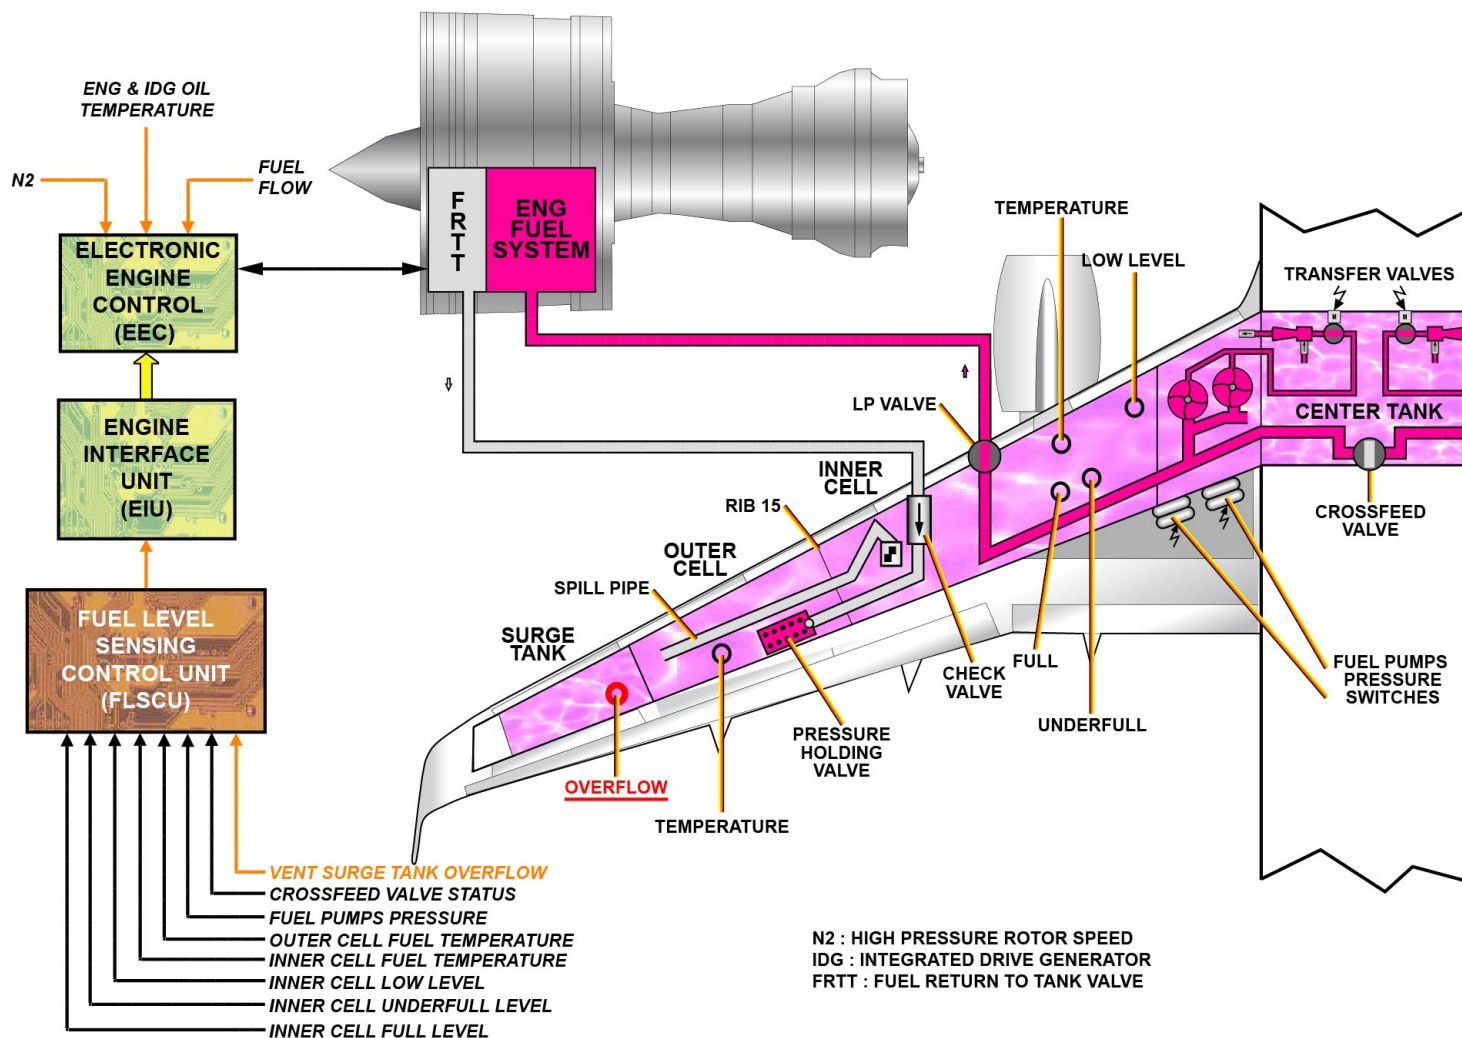 ENG & IDG OIL
TEMPERATURE
N2
FUEL
FLOW
ELECTRONIC
ENGINE
CONTROL
(EEC)
ENGINE
INTERFACE
UNIT
(EIU)
FUEL LEVEL
SENSING
CONTROL UNIT
(FLSCU)
VENT SURGE TANK OVERFLOW
CROSSFEED VALVE STATUS
FUEL PUMPS PRESSURE
OUTER CELL FUEL TEMPERATURE
INNER CELL FUEL TEMPERATURE
INNER CELL LOW LEVEL
INNER CELL UNDERFULL LEVEL
INNER CELL FULL LEVEL
FRTT
ENG
FUEL
SYSTEM
TEMPERATURE
LOW LEVEL
TRANSFER VALVES
M
M
LP VALVE
CENTER TANK
INNER
CELL
RIB 15
CROSSFEED
VALVE
OUTER
CELL
SPILL PIPE
SURGE
TANK
CHECK
VALVE
FULL
FUEL PUMPS
PRESSURE
SWITCHES
UNDERFULL
PRESSURE
HOLDING
VALVE
OVERFLOW
TEMPERATURE
N2 : HIGH PRESSURE ROTOR SPEED
IDG : INTEGRATED DRIVE GENERATOR
FRTT : FUEL RETURN TO TANK VALVE